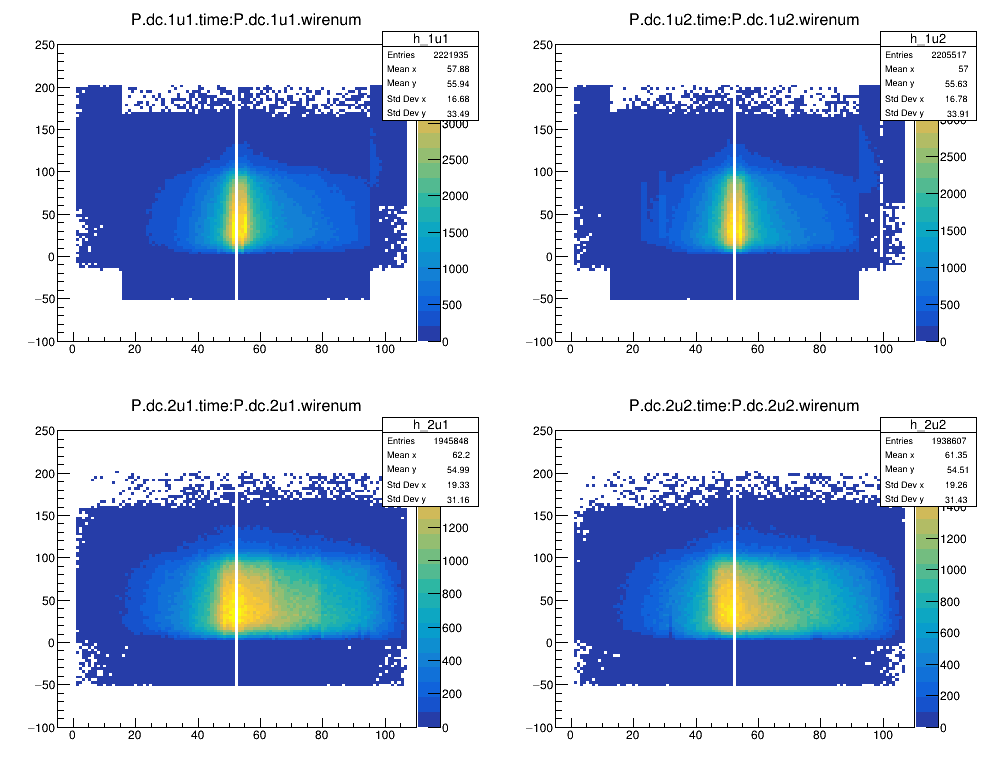 P.dc.1u1.time:P.dc.1u1.wirenum
h_1u1
Entries 2221935
Mean x 57.88
Mean y 55.94
Std Dev x 16.68
Std Dev y 33.49
250
200
150
100
50
0
−50
−100
0 20 40 60 80 100
3000
2500
2000
1500
1000
500
0
P.dc.1u2.time:P.dc.1u2.wirenum
h_1u2
Entries 2205517
Mean x 57
Mean y 55.63
Std Dev x 16.78
Std Dev y 33.91
250
200
150
100
50
0
−50
−100
0 20 40 60 80 100
2500
2000
1500
1000
500
0
P.dc.2u1.time:P.dc.2u1.wirenum
h_2u1
Entries 1945848
Mean x 62.2
Mean y 54.99
Std Dev x 19.33
Std Dev y 31.16
250
200
150
100
50
0
−50
−100
0 20 40 60 80 100
1200
1000
800
600
400
200
0
P.dc.2u2.time:P.dc.2u2.wirenum
h_2u2
Entries 1938607
Mean x 61.35
Mean y 54.51
Std Dev x 19.26
Std Dev y 31.43
250
200
150
100
50
0
−50
−100
0 20 40 60 80 100
1400
1200
1000
800
600
400
200
0